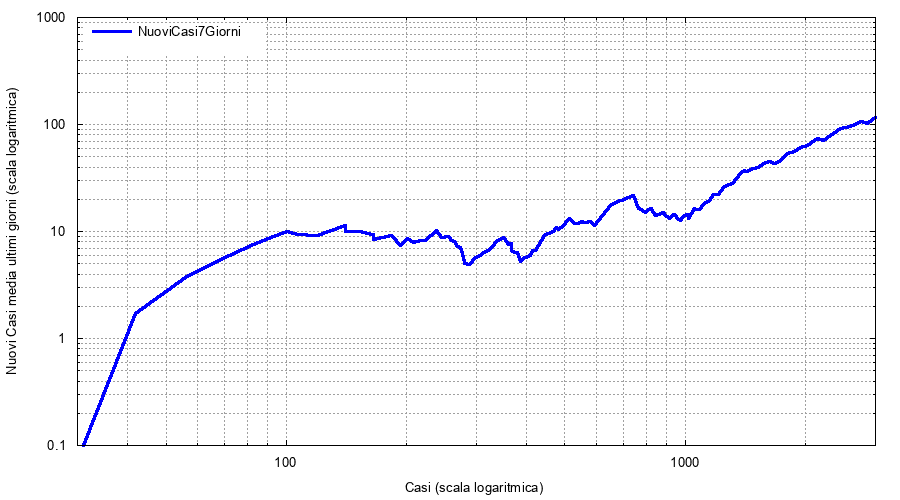 1000
NuoviCasi7Giorni
100
10
1
0.1
Nuovi Casi media ultimi giorni (scala logaritmica)
100 1000
Casi (scala logaritmica)